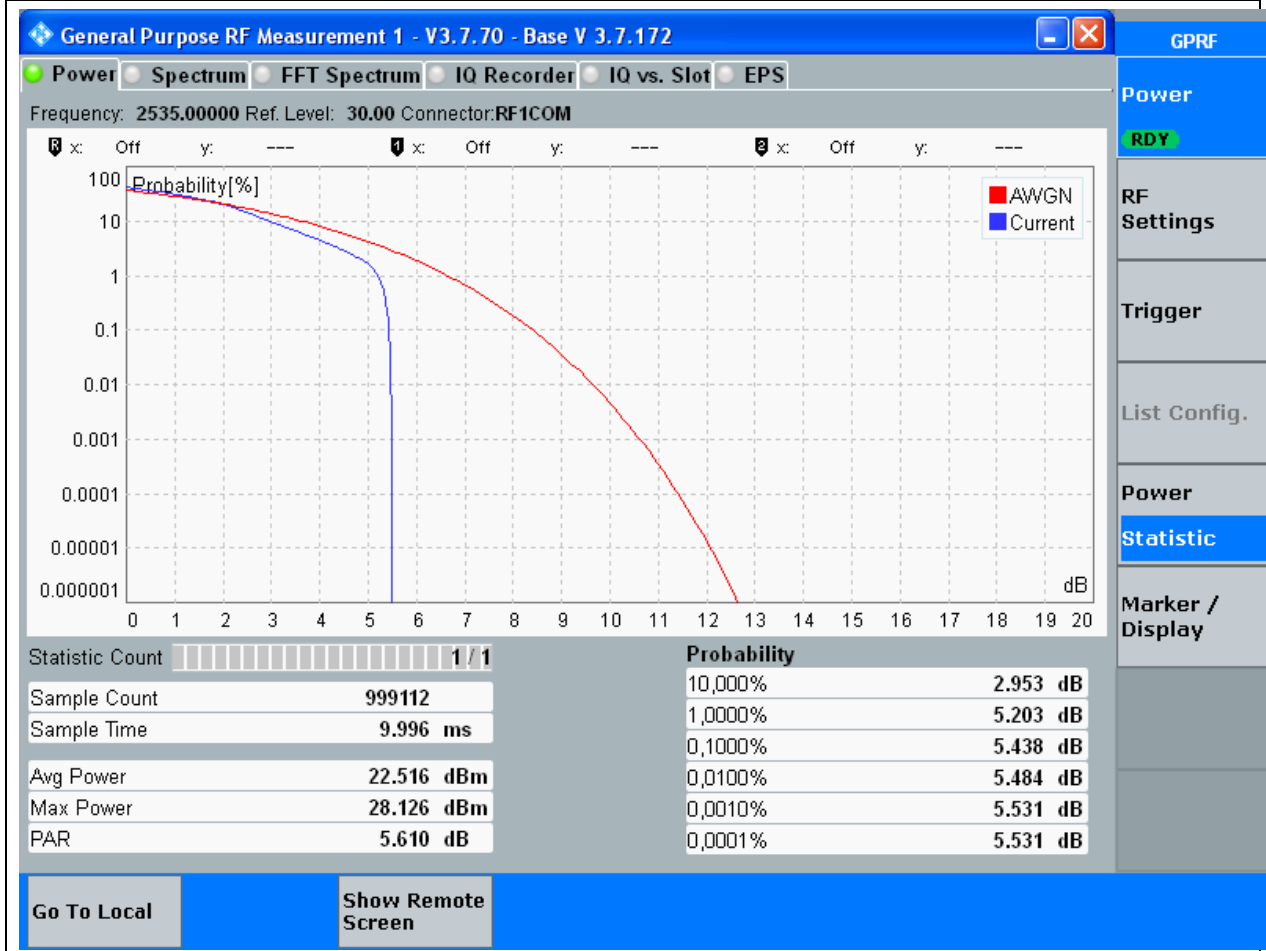 General Purpose RF Measurement 1 - V3.7.70 - Base V 3.7.172
Power Spectrum FFT Spectrum IQ Recorder IQ vs. Slot EPS
Frequency: 2535.00000 Ref. Level: 30.00 Connector:RF1COM
R x: Off y: --- 1 x: Off y: --- 2 x: Off y: ---
Probability[%]
AWGN
Current
100
10
1
0.1
0.01
0.001
0.0001
0.00001
0.000001
dB
0 1 2 3 4 5 6 7 8 9 10 11 12 13 14 15 16 17 18 19 20
Statistic Count 1 / 1
Sample Count 999112
Sample Time 9.996 ms
Avg Power 22.516 dBm
Max Power 28.126 dBm
PAR 5.610 dB
Probability
10,000% 2.953 dB
1,0000% 5.203 dB
0,1000% 5.438 dB
0,0100% 5.484 dB
0,0010% 5.531 dB
0,0001% 5.531 dB
GPRF
Power
RDY
RF
Settings
Trigger
List Config.
Power
Statistic
Marker /
Display
Go To Local
Show Remote
Screen